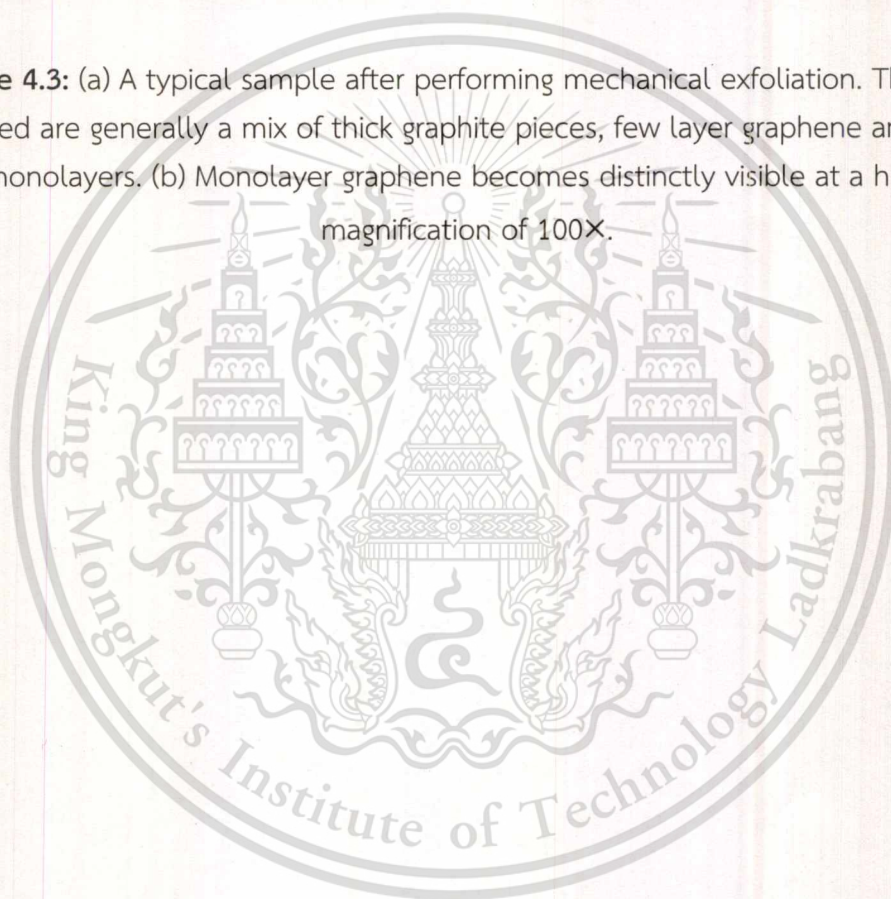 e 4.3: (a) A typical sample after performing mechanical exfoliation. Th
ed are generally a mix of thick graphite pieces, few layer graphene an
nonolayers. (b) Monolayer graphene becomes distinctly visible at a h
magnification of 100×.
King Mongkut's Institute of Technology Ladkrabang